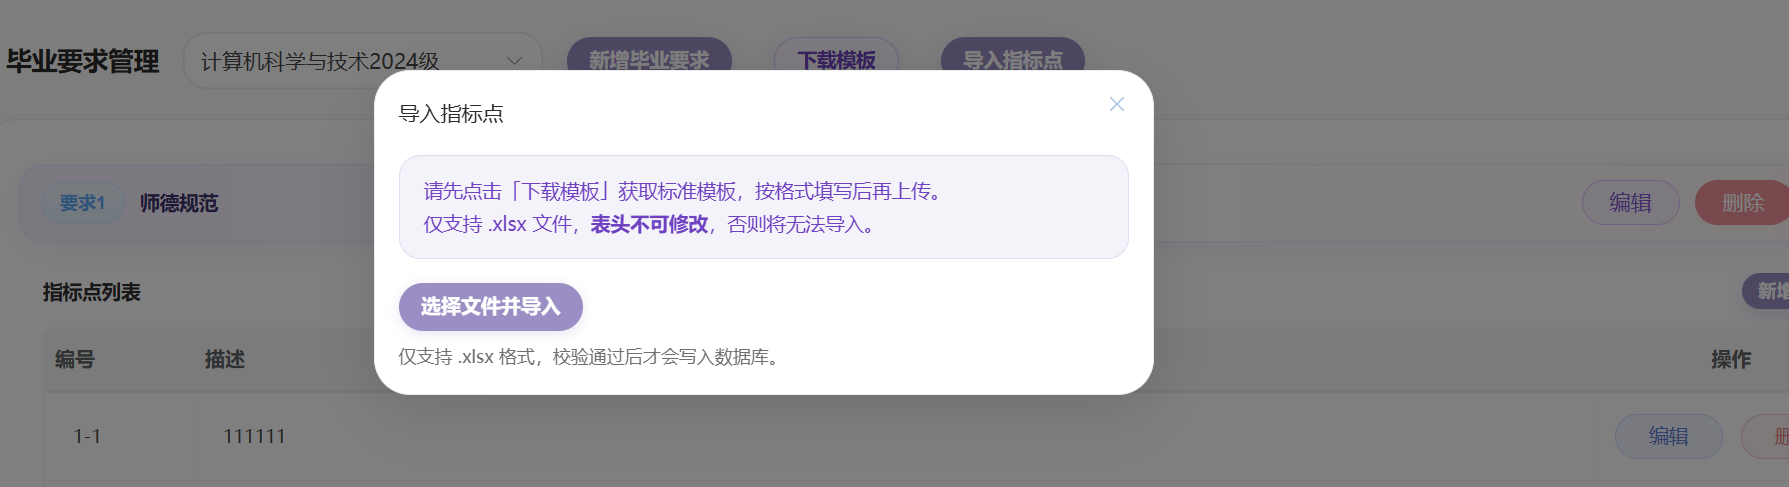 毕业要求管理
计算机科学与技术2024级
新增毕业要求
下载模板
导入指标点
导入指标点
请先点击「下载模板」获取标准模板，按格式填写后再上传。
仅支持 .xlsx 文件，表头不可修改，否则将无法导入。
选择文件并导入
仅支持 .xlsx 格式，校验通过后才会写入数据库。
要求1
师德规范
编辑
删除
指标点列表
新增
编号
描述
操作
1-1
111111
编辑
删